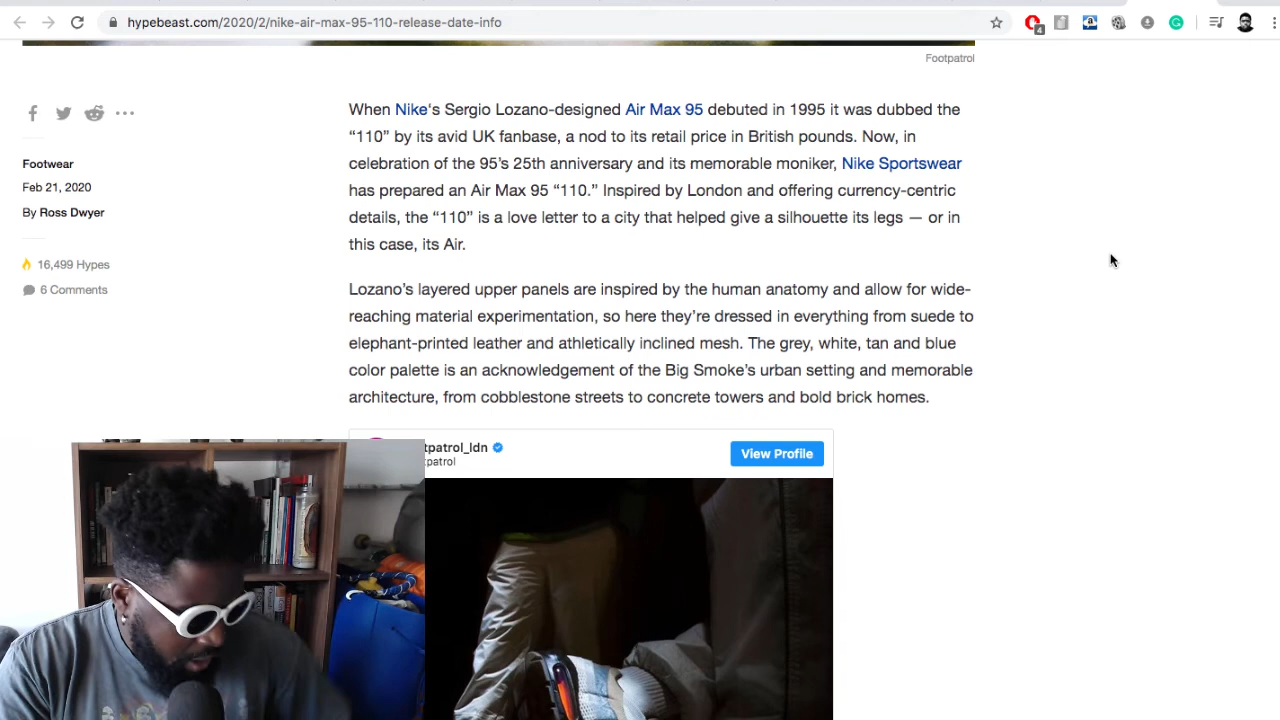 hypebeast.com/2020/2/nike-air-max-95-110-release-date-info
4
Footpatrol
Footwear
Feb 21, 2020
By Ross Dwyer
16,499 Hypes
6 Comments
When Nike‘s Sergio Lozano-designed Air Max 95 debuted in 1995 it was dubbed the
“110” by its avid UK fanbase, a nod to its retail price in British pounds. Now, in
celebration of the 95’s 25th anniversary and its memorable moniker, Nike Sportswear
has prepared an Air Max 95 “110.” Inspired by London and offering currency-centric
details, the “110” is a love letter to a city that helped give a silhouette its legs — or in
this case, its Air.
Lozano’s layered upper panels are inspired by the human anatomy and allow for wide-
reaching material experimentation, so here they’re dressed in everything from suede to
elephant-printed leather and athletically inclined mesh. The grey, white, tan and blue
color palette is an acknowledgement of the Big Smoke’s urban setting and memorable
architecture, from cobblestone streets to concrete towers and bold brick homes.
tpatrol_ldn
tpatrol
View Profile